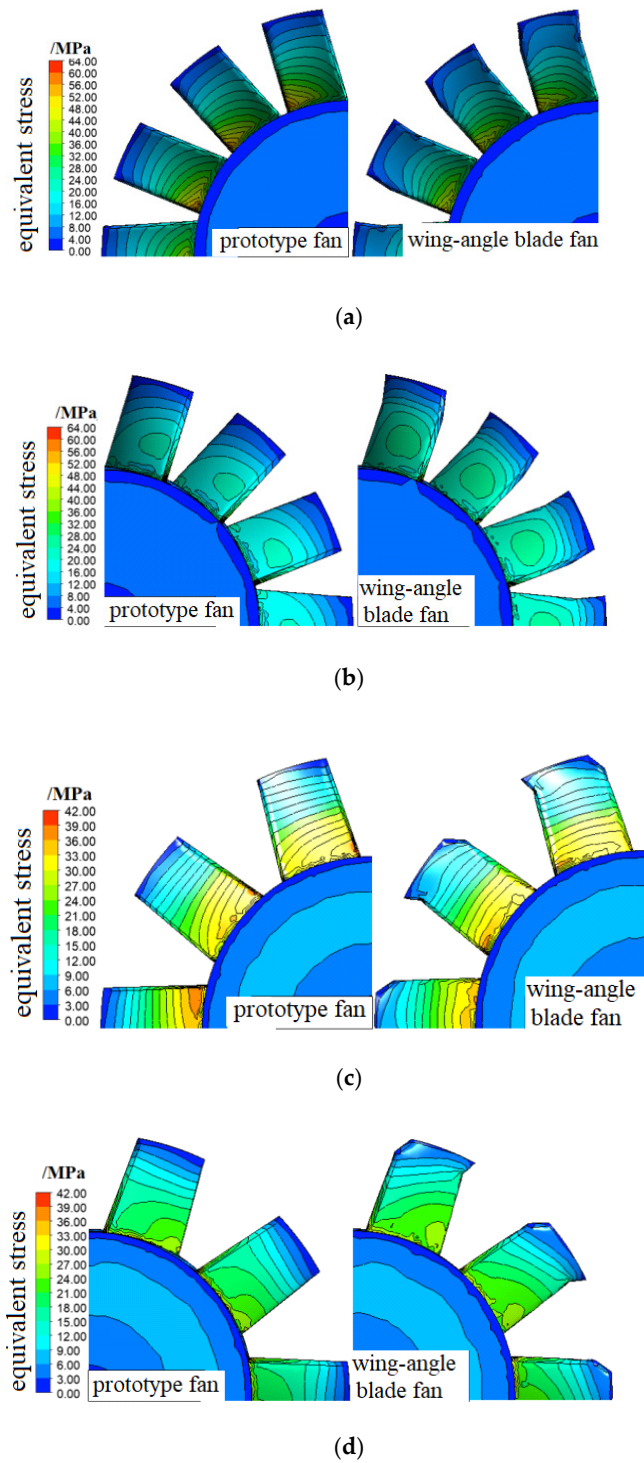 /MPa
64.00
60.00
56.00
52.00
48.00
44.00
40.00
36.00
32.00
28.00
24.00
20.00
16.00
12.00
8.00
4.00
0.00
equivalent stress
prototype fan
wing-angle blade fan
(a)
/MPa
64.00
60.00
56.00
52.00
48.00
44.00
40.00
36.00
32.00
28.00
24.00
20.00
16.00
12.00
8.00
4.00
0.00
equivalent stress
prototype fan
wing-angle
blade fan
(b)
/MPa
42.00
39.00
36.00
33.00
30.00
27.00
24.00
21.00
18.00
15.00
12.00
9.00
6.00
3.00
0.00
equivalent stress
prototype fan
wing-angle
blade fan
(c)
/MPa
42.00
39.00
36.00
33.00
30.00
27.00
24.00
21.00
18.00
15.00
12.00
9.00
6.00
3.00
0.00
equivalent stress
prototype fan
wing-angle
blade fan
(d)